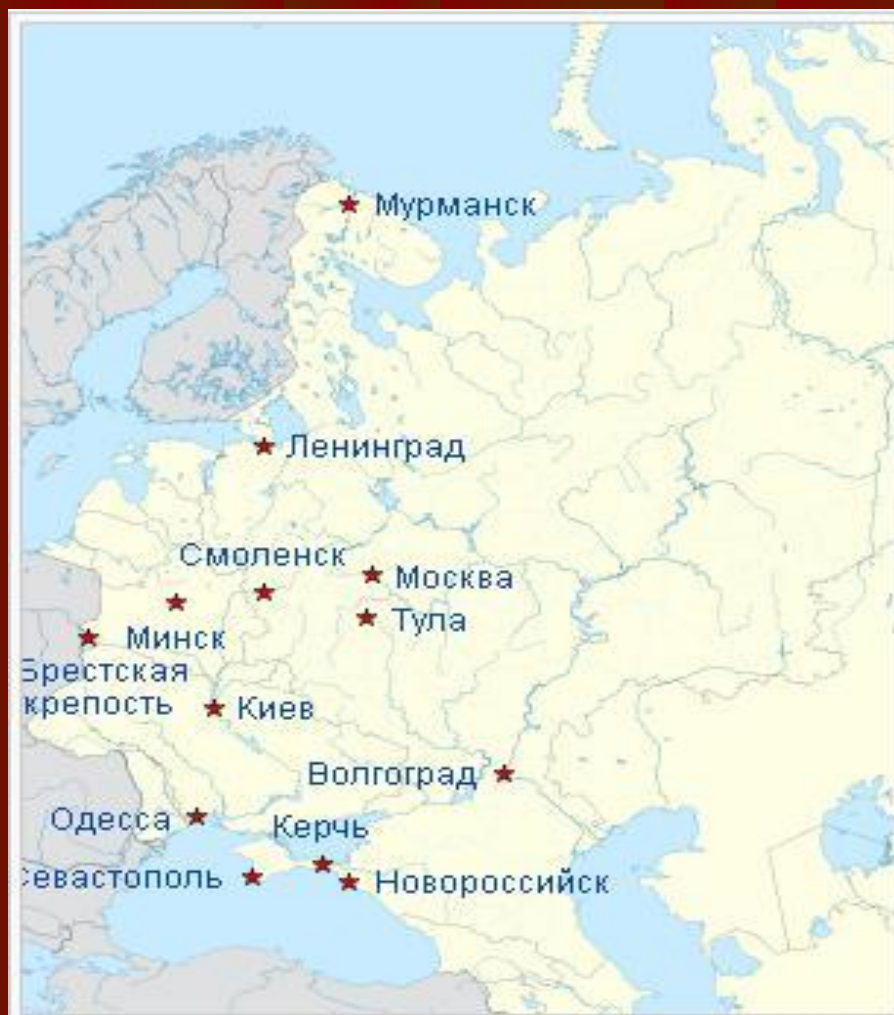 Мурманск
Ленинград
Смоленск
Москва
Минск
Тула
Брестская
крепость
Киев
Волгоград
Одесса
Керчь
Севастополь
Новороссийск